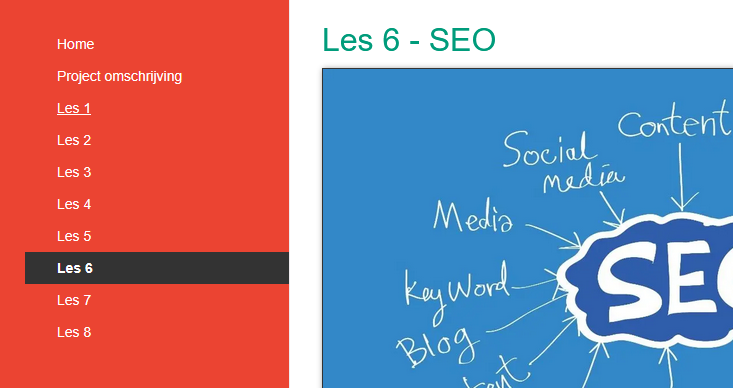 Home
Project omschrijving
Les 1
Les 2
Les 3
Les 4
Les 5
Les 6
Les 7
Les 8
Les 6 - SEO
Content
Social
media
Media
KeyWord
Blog
SEO